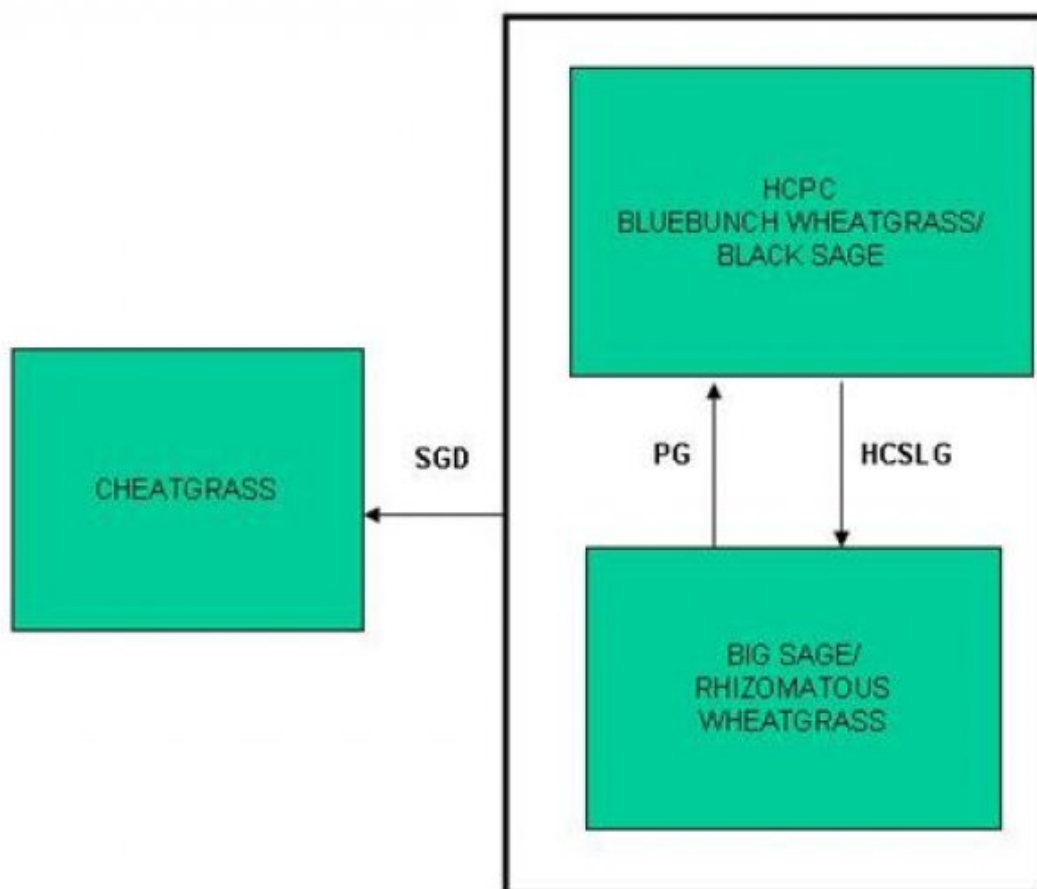 HCPC
BLUEBUNCH WHEATGRASS/
BLACK SAGE
CHEATGRASS
SGD
PG
HCSLG
BIG SAGE/
RHIZOMATOUS
WHEATGRASS